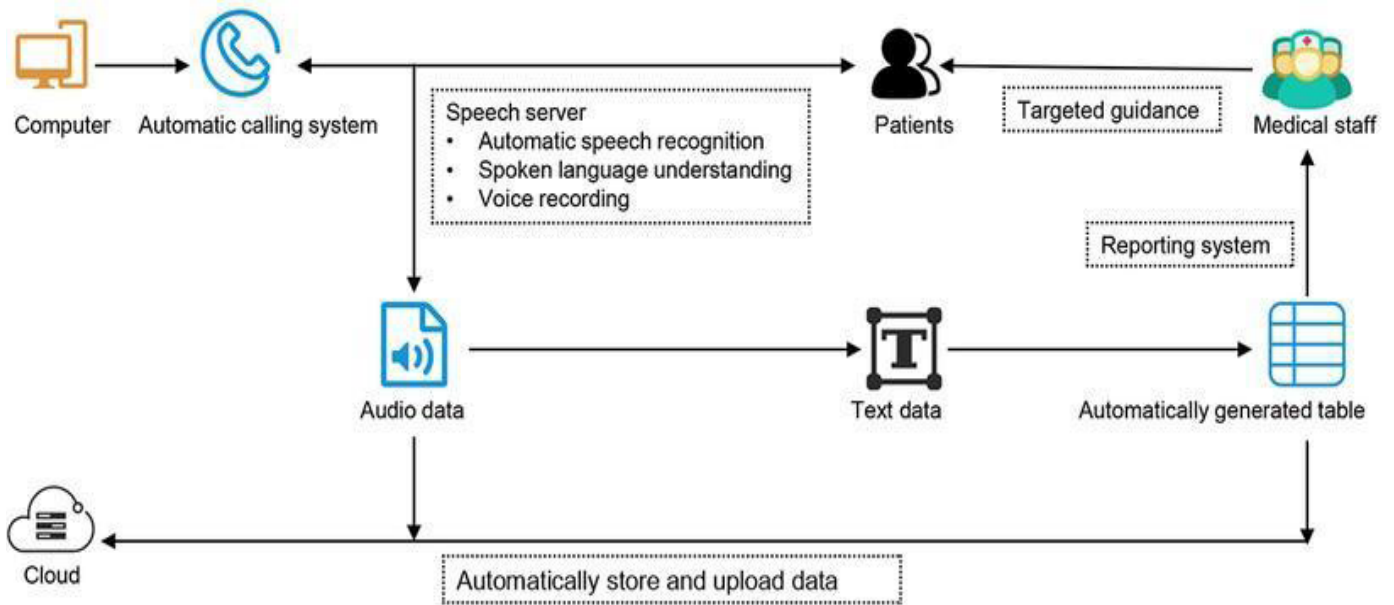 Computer
Automatic calling system
Speech server
• Automatic speech recognition
• Spoken language understanding
• Voice recording
Patients
Targeted guidance
Medical staff
Reporting system
Audio data
T
Text data
Automatically generated table
Cloud
Automatically store and upload data